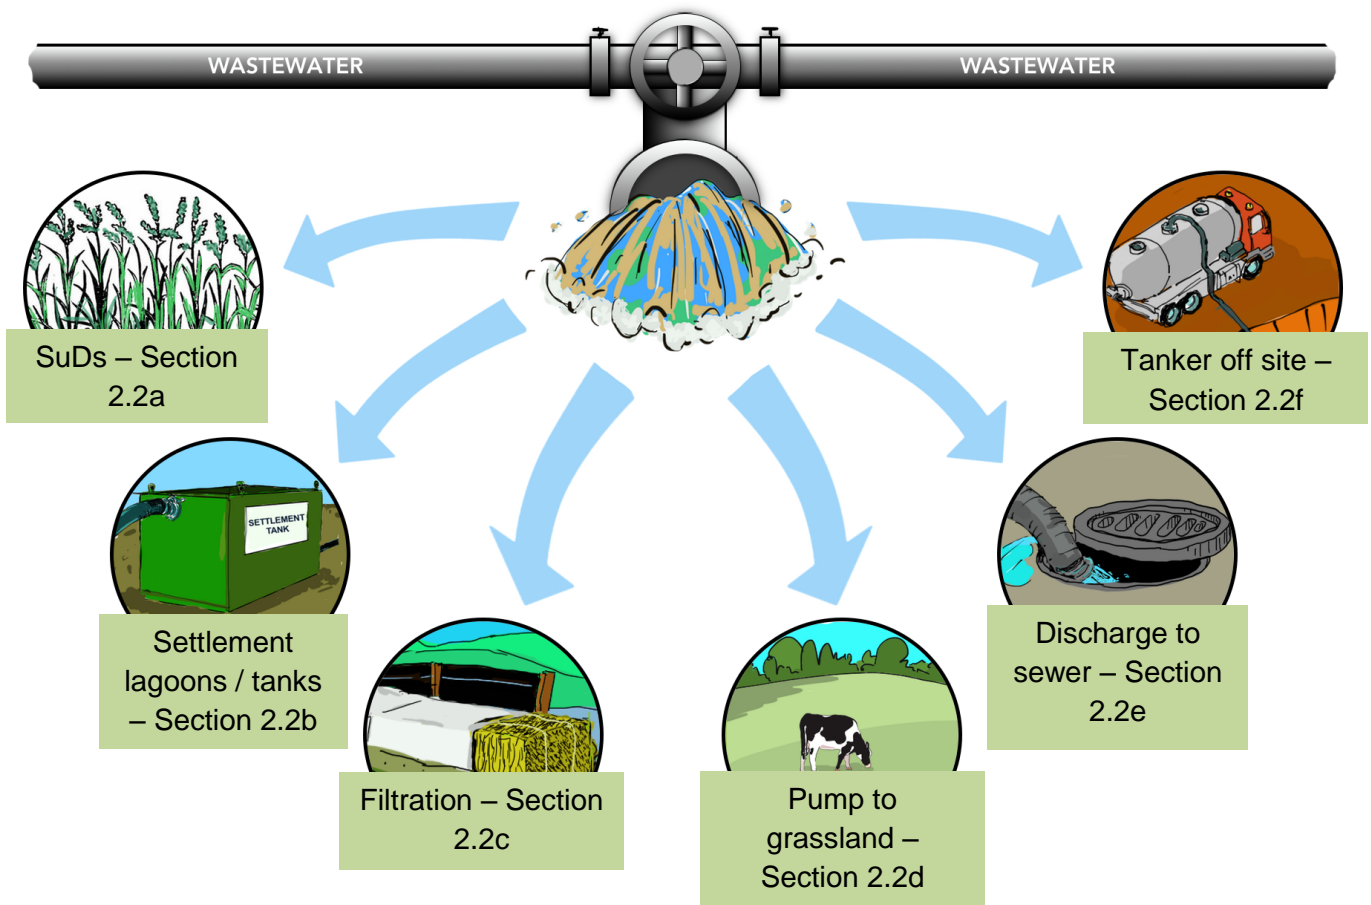 WASTEWATER
WASTEWATER
SuDs – Section
2.2a
SETTLEMENT
TANK
Settlement
lagoons / tanks
– Section 2.2b
Filtration – Section
2.2c
Pump to
grassland –
Section 2.2d
Discharge to
sewer – Section
2.2e
Tanker off site –
Section 2.2f